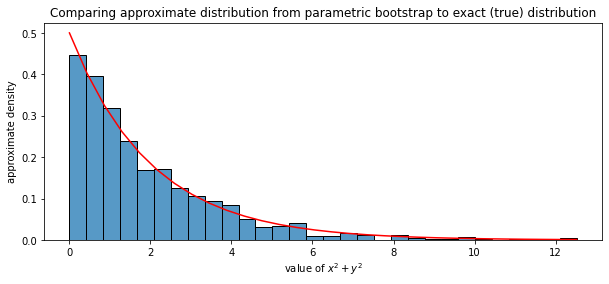 Comparing approximate distribution from parametric bootstrap to exact (true) distribution
approximate density
0.5
0.4
0.3
0.2
0.1
0.0
0 2 4 6 8 10 12
value of x² + y²